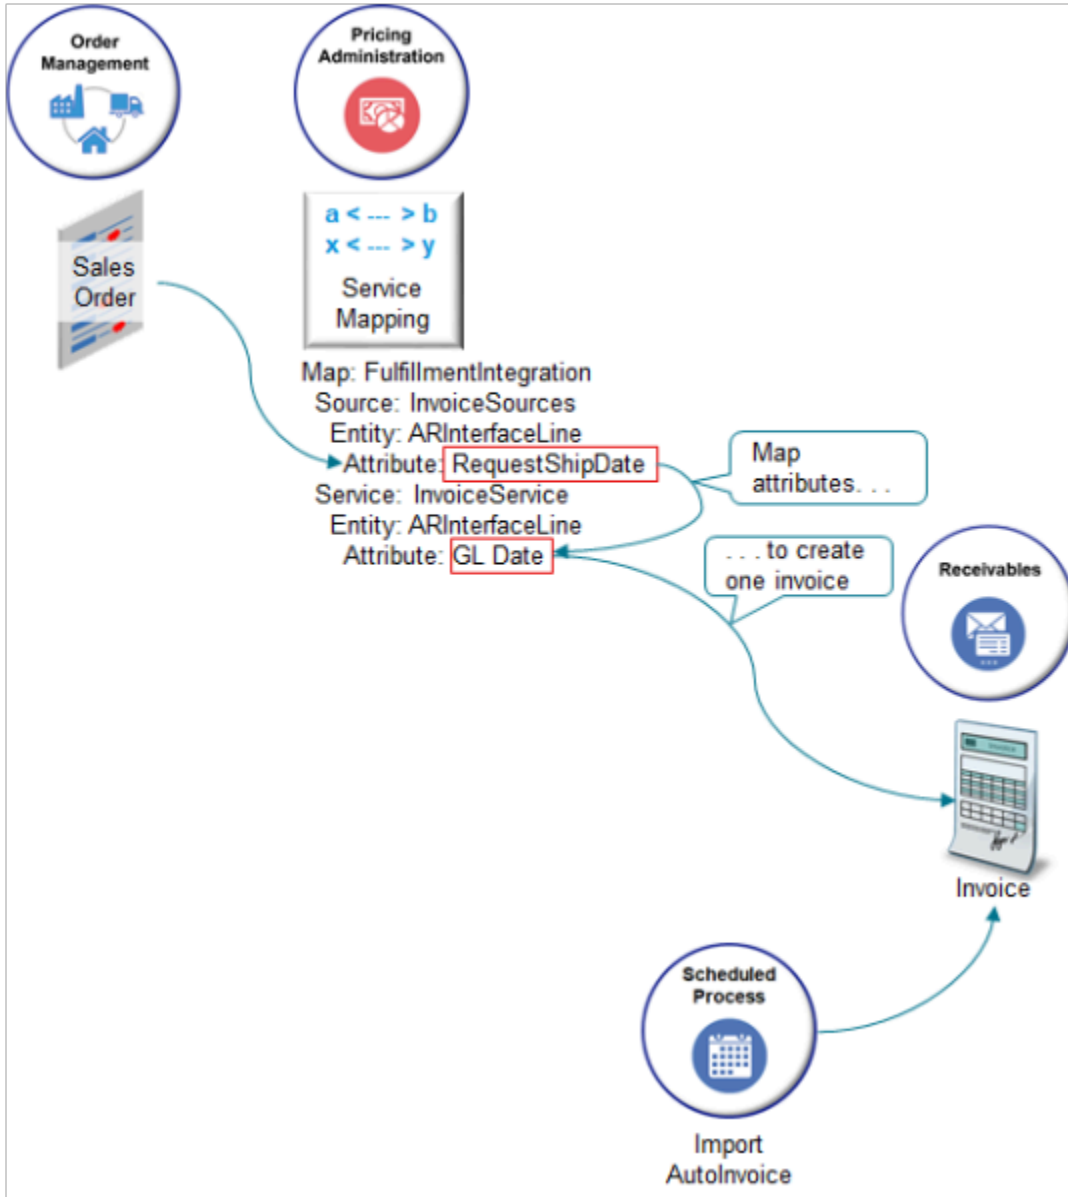 Order
Management
Pricing
Administration
a < --- > b
x < --- > y
Service
Mapping
Sales
Order
Map: FulfillmentIntegration
Source: InvoiceSources
Entity: ARInterfaceLine
Attribute: RequestShipDate
Service: InvoiceService
Entity: ARInterfaceLine
Attribute: GL Date
Map
attributes. . .
. . . to create
one invoice
Receivables
INVOICE
Invoice
Scheduled
Process
Import
AutoInvoice